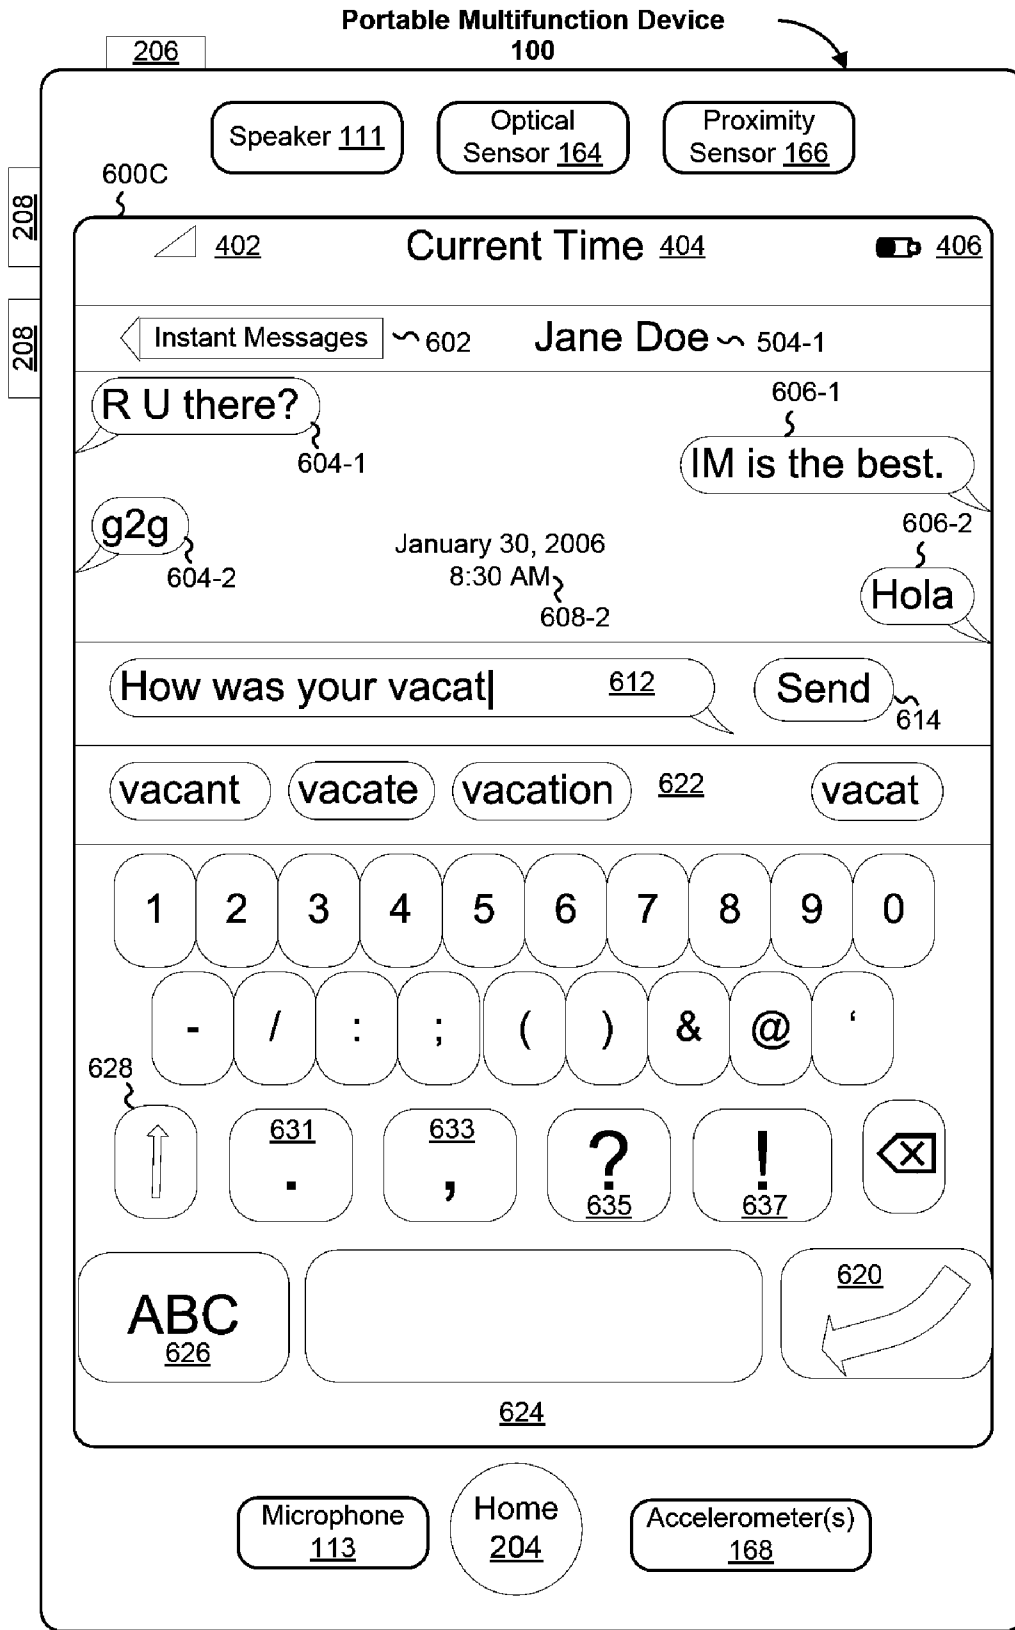 Portable Multifunction Device
100
206
Speaker 111
Optical
Sensor 164
Proximity
Sensor 166
600C
208
208
402
Current Time 404
406
Instant Messages
602
Jane Doe
504-1
R U there?
604-1
606-1
IM is the best.
g2g
604-2
January 30, 2006
8:30 AM
608-2
606-2
Hola
How was your vacat
612
Send
614
vacant
vacate
vacation
622
vacat
1 2 3 4 5 6 7 8 9 0
- / : ; ( ) & @ ‘
628
631
.
633
,
?
635
!
637
ABC
626
620
624
Microphone
113
Home
204
Accelerometer(s)
168